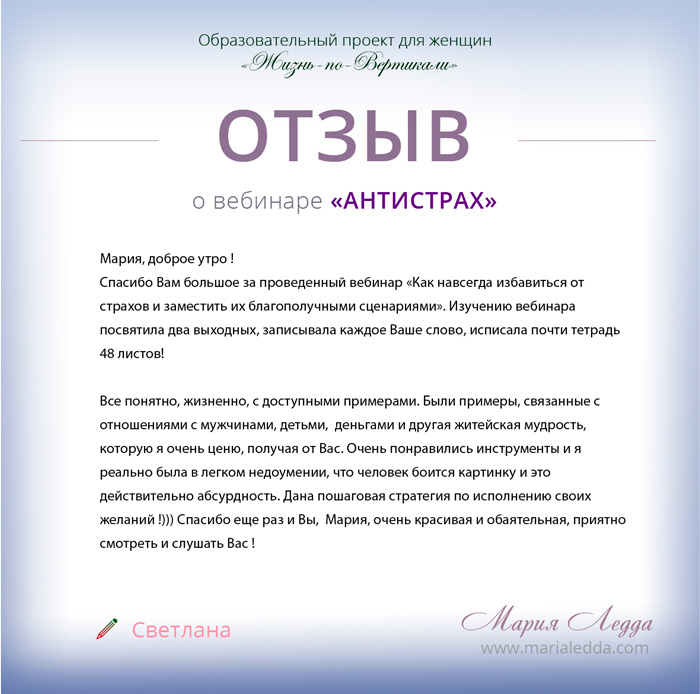 Образовательный проект для женщин
«Жизнь-по-Вертикали»
ОТЗЫВ
о вебинаре «АНТИСТРАХ»
Мария, доброе утро !
Спасибо Вам большое за проведенный вебинар «Как навсегда избавиться от
страхов и заместить их благополучными сценариями». Изучению вебинара
посвятила два выходных, записывала каждое Ваше слово, исписала почти тетрадь
48 листов!
Все понятно, жизненно, с доступными примерами. Были примеры, связанные с
отношениями с мужчинами, детьми,  деньгами и другая житейская мудрость,
которую я очень ценю, получая от Вас. Очень понравились инструменты и я
реально была в легком недоумении, что человек боится картинку и это
действительно абсурдность. Дана пошаговая стратегия по исполнению своих
желаний !))) Спасибо еще раз и Вы,  Мария, очень красивая и обаятельная, приятно
смотреть и слушать Вас !
Светлана
Мария Ледда
www.marialedda.com